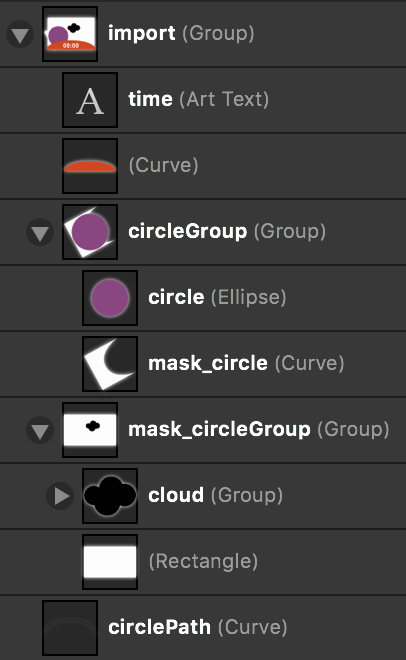 00:00
import (Group)
A
time (Art Text)
(Curve)
circleGroup (Group)
circle (Ellipse)
mask_circle (Curve)
mask_circleGroup (Group)
cloud (Group)
(Rectangle)
circlePath (Curve)